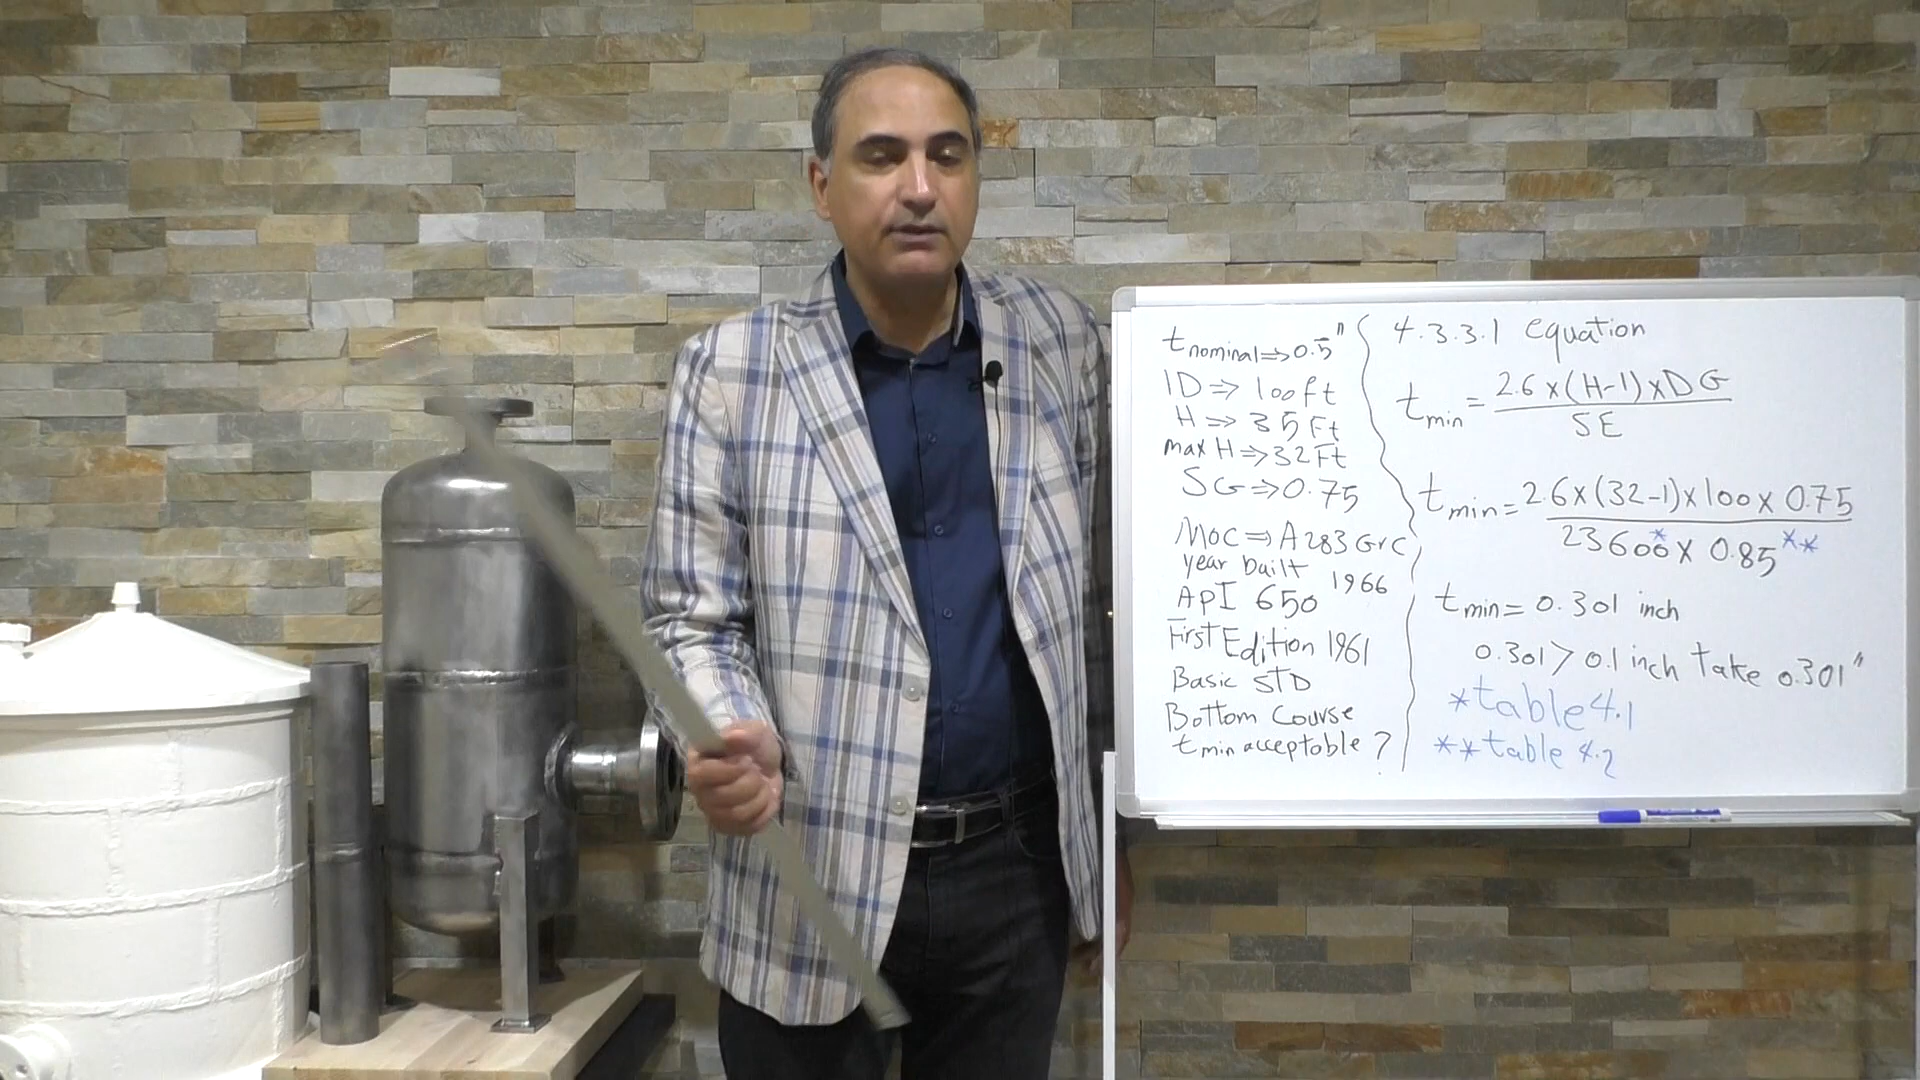 tnominal⇒0.5"
ID⇒100ft
H⇒35Ft
max H⇒32Ft
SG⇒0.75
MOC⇒A283GrC
year built 1966
API 650
First Edition 1961
Basic STD
Bottom Course
tmin acceptable?
4.3.3.1 equation
tmin= 2.6×(H-1)×DG
SE
tmin= 2.6×(32-1)×100×0.75
23600*×0.85**
tmin= 0.301 inch
0.301>0.1 inch Take 0.301"
*table 4.1
**table 4.2